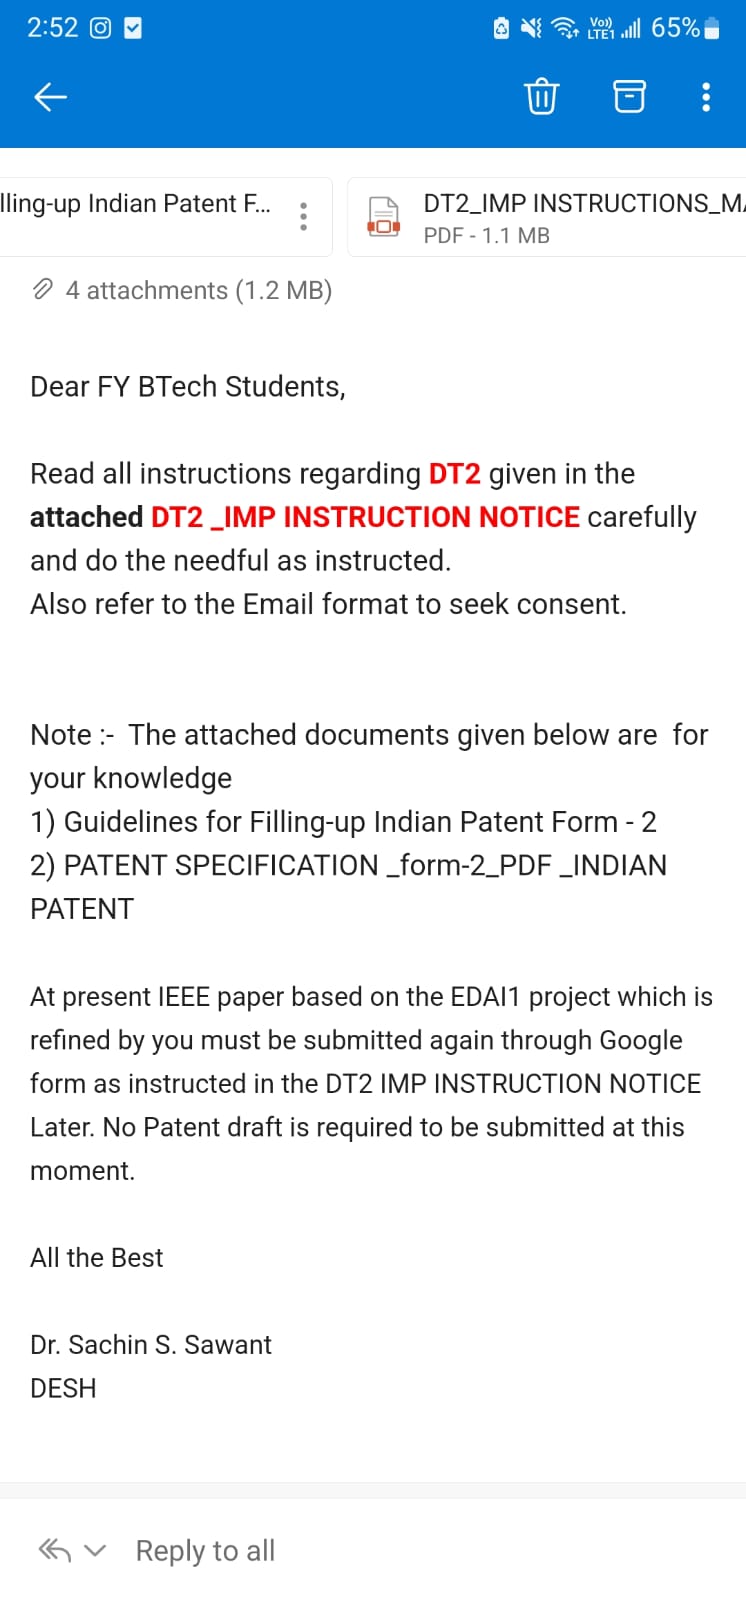 2:52
Vo))
LTE1
65%
lling-up Indian Patent F...
DT2_IMP INSTRUCTIONS_M
PDF - 1.1 MB
4 attachments (1.2 MB)
Dear FY BTech Students,
Read all instructions regarding DT2 given in the
attached DT2 _IMP INSTRUCTION NOTICE carefully
and do the needful as instructed.
Also refer to the Email format to seek consent.
Note :-  The attached documents given below are  for
your knowledge
1) Guidelines for Filling-up Indian Patent Form - 2
2) PATENT SPECIFICATION _form-2_PDF _INDIAN
PATENT
At present IEEE paper based on the EDAI1 project which is
refined by you must be submitted again through Google
form as instructed in the DT2 IMP INSTRUCTION NOTICE
Later. No Patent draft is required to be submitted at this
moment.
All the Best
Dr. Sachin S. Sawant
DESH
Reply to all